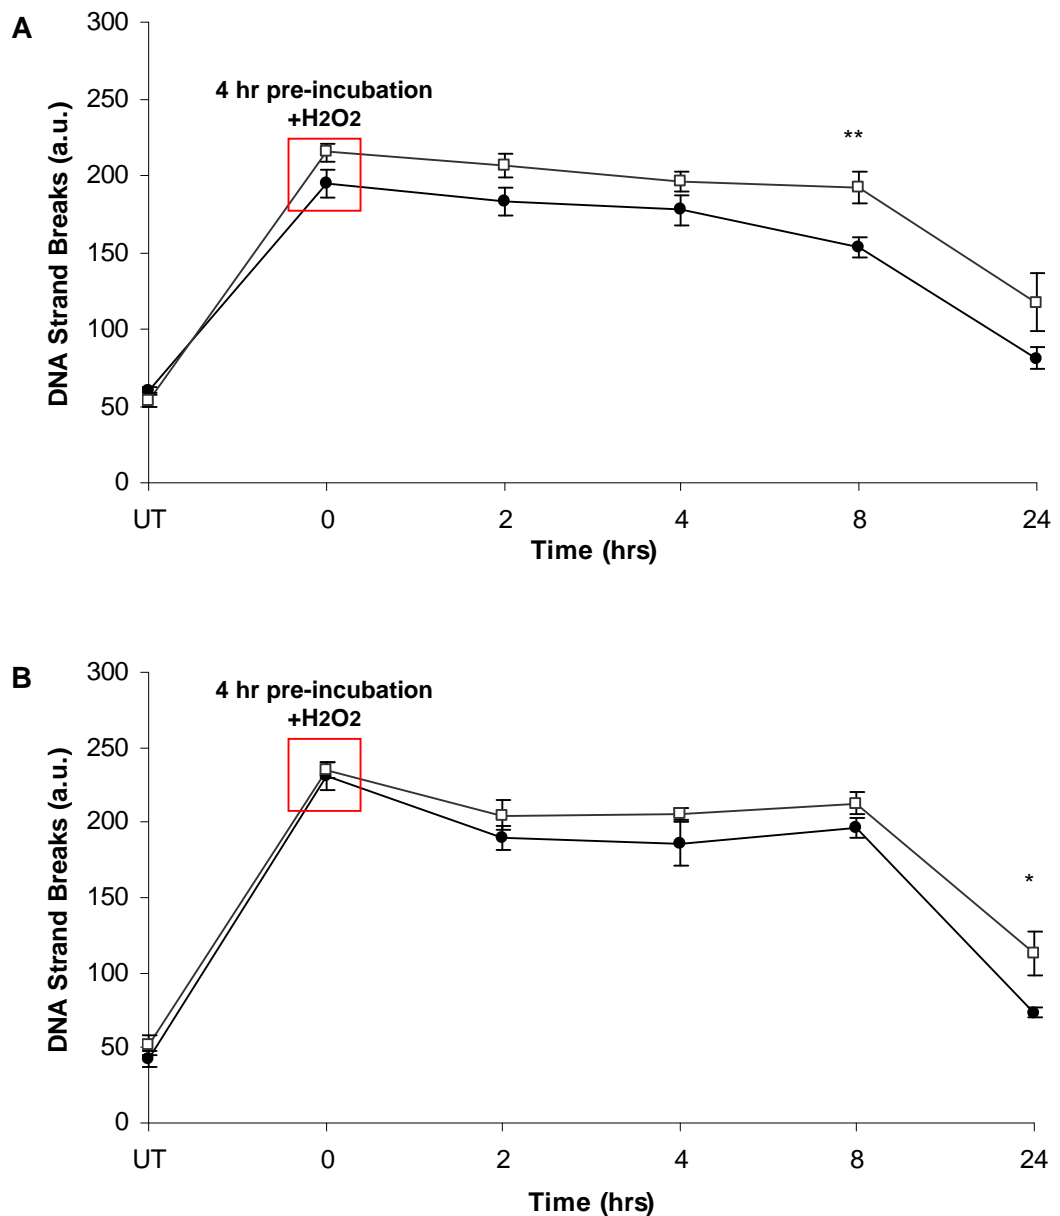 A
300
4 hr pre-incubation
+H2O2
250
**
200
150
100
50
0
DNA Strand Breaks (a.u.)
UT 0 2 4 8 24
Time (hrs)
B
300
4 hr pre-incubation
+H2O2
250
200
150
*
100
50
0
DNA Strand Breaks (a.u.)
UT 0 2 4 8 24
Time (hrs)